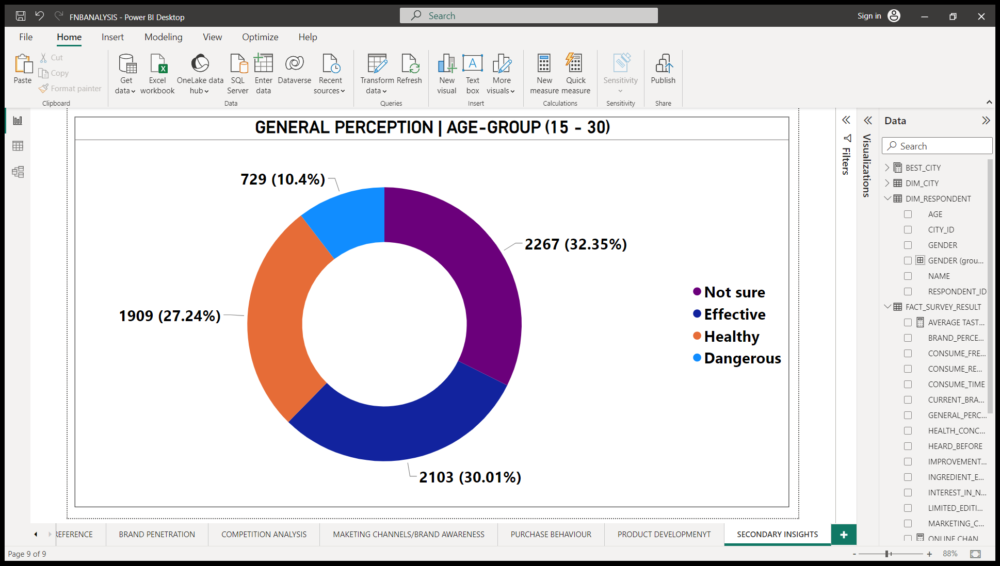 FNBANALYSIS - Power BI Desktop
Search
Sign in
File
Home
Insert
Modeling
View
Optimize
Help
Paste
Cut
Copy
Format painter
Clipboard
Get data
Excel workbook
OneLake data hub
SQL Server
Enter data
Dataverse
Recent sources
Data
Transform data
Refresh
Queries
New visual
Text box
More visuals
Insert
New measure
Quick measure
Calculations
Sensitivity
Sensitivity
Publish
Share
GENERAL PERCEPTION | AGE-GROUP (15 - 30)
729 (10.4%)
2267 (32.35%)
1909 (27.24%)
2103 (30.01%)
Not sure
Effective
Healthy
Dangerous
Filters
Visualizations
Data
Search
BEST_CITY
DIM_CITY
DIM_RESPONDENT
AGE
CITY_ID
GENDER
GENDER (grou...
NAME
RESPONDENT_ID
FACT_SURVEY_RESULT
AVERAGE TAST...
BRAND_PERCE...
CONSUME_FRE...
CONSUME_RE...
CONSUME_TIME
CURRENT_BRA...
GENERAL_PERC...
HEALTH_CONC...
HEARD_BEFORE
IMPROVEMENT...
INGREDIENT_E...
INTEREST_IN_N...
LIMITED_EDITI...
MARKETING_C...
ONLINE CHAN
REFERENCE
BRAND PENETRATION
COMPETITION ANALYSIS
MAKETING CHANNELS/BRAND AWARENESS
PURCHASE BEHAVIOUR
PRODUCT DEVELOPMENYT
SECONDARY INSIGHTS
Page 9 of 9
88%